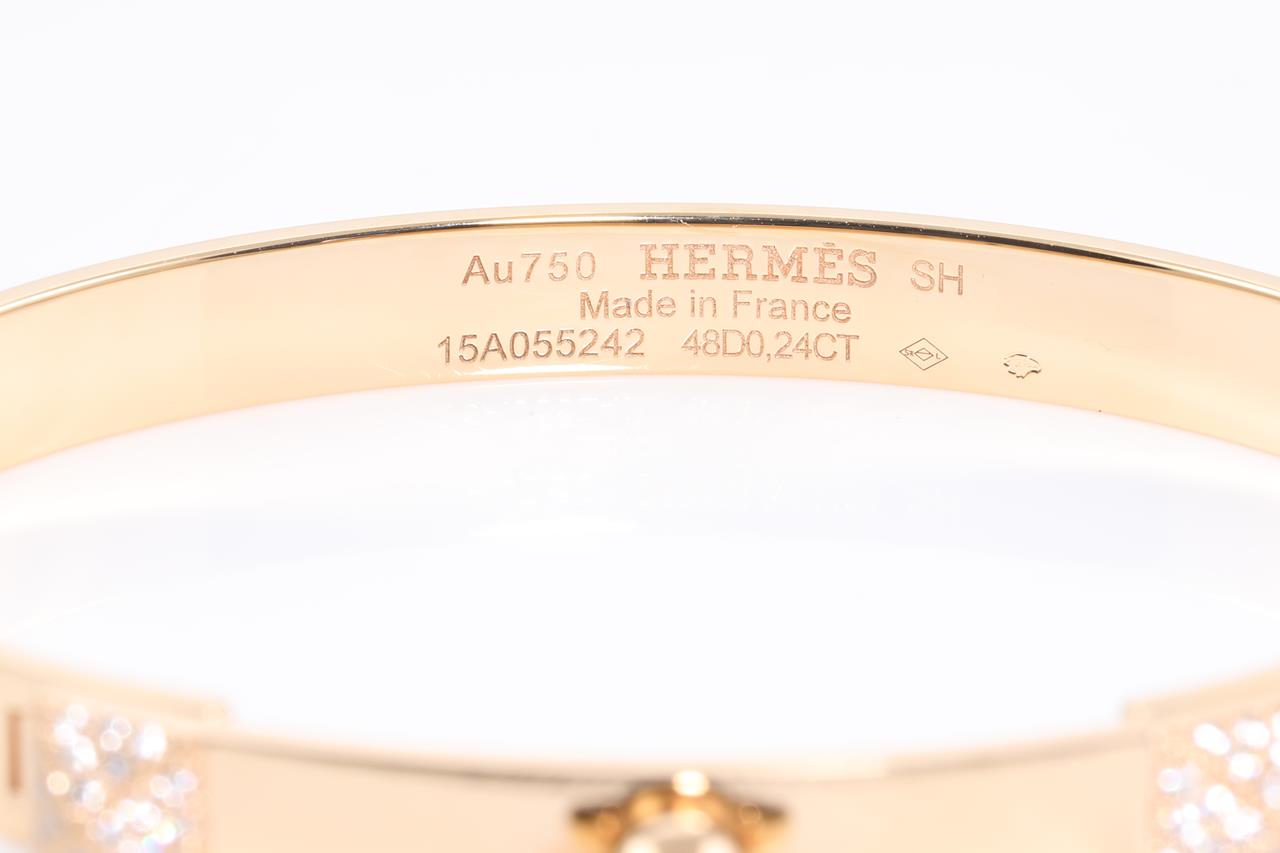 Au750 HERMÈS SH
Made in France
15A055242 48D0,24CT